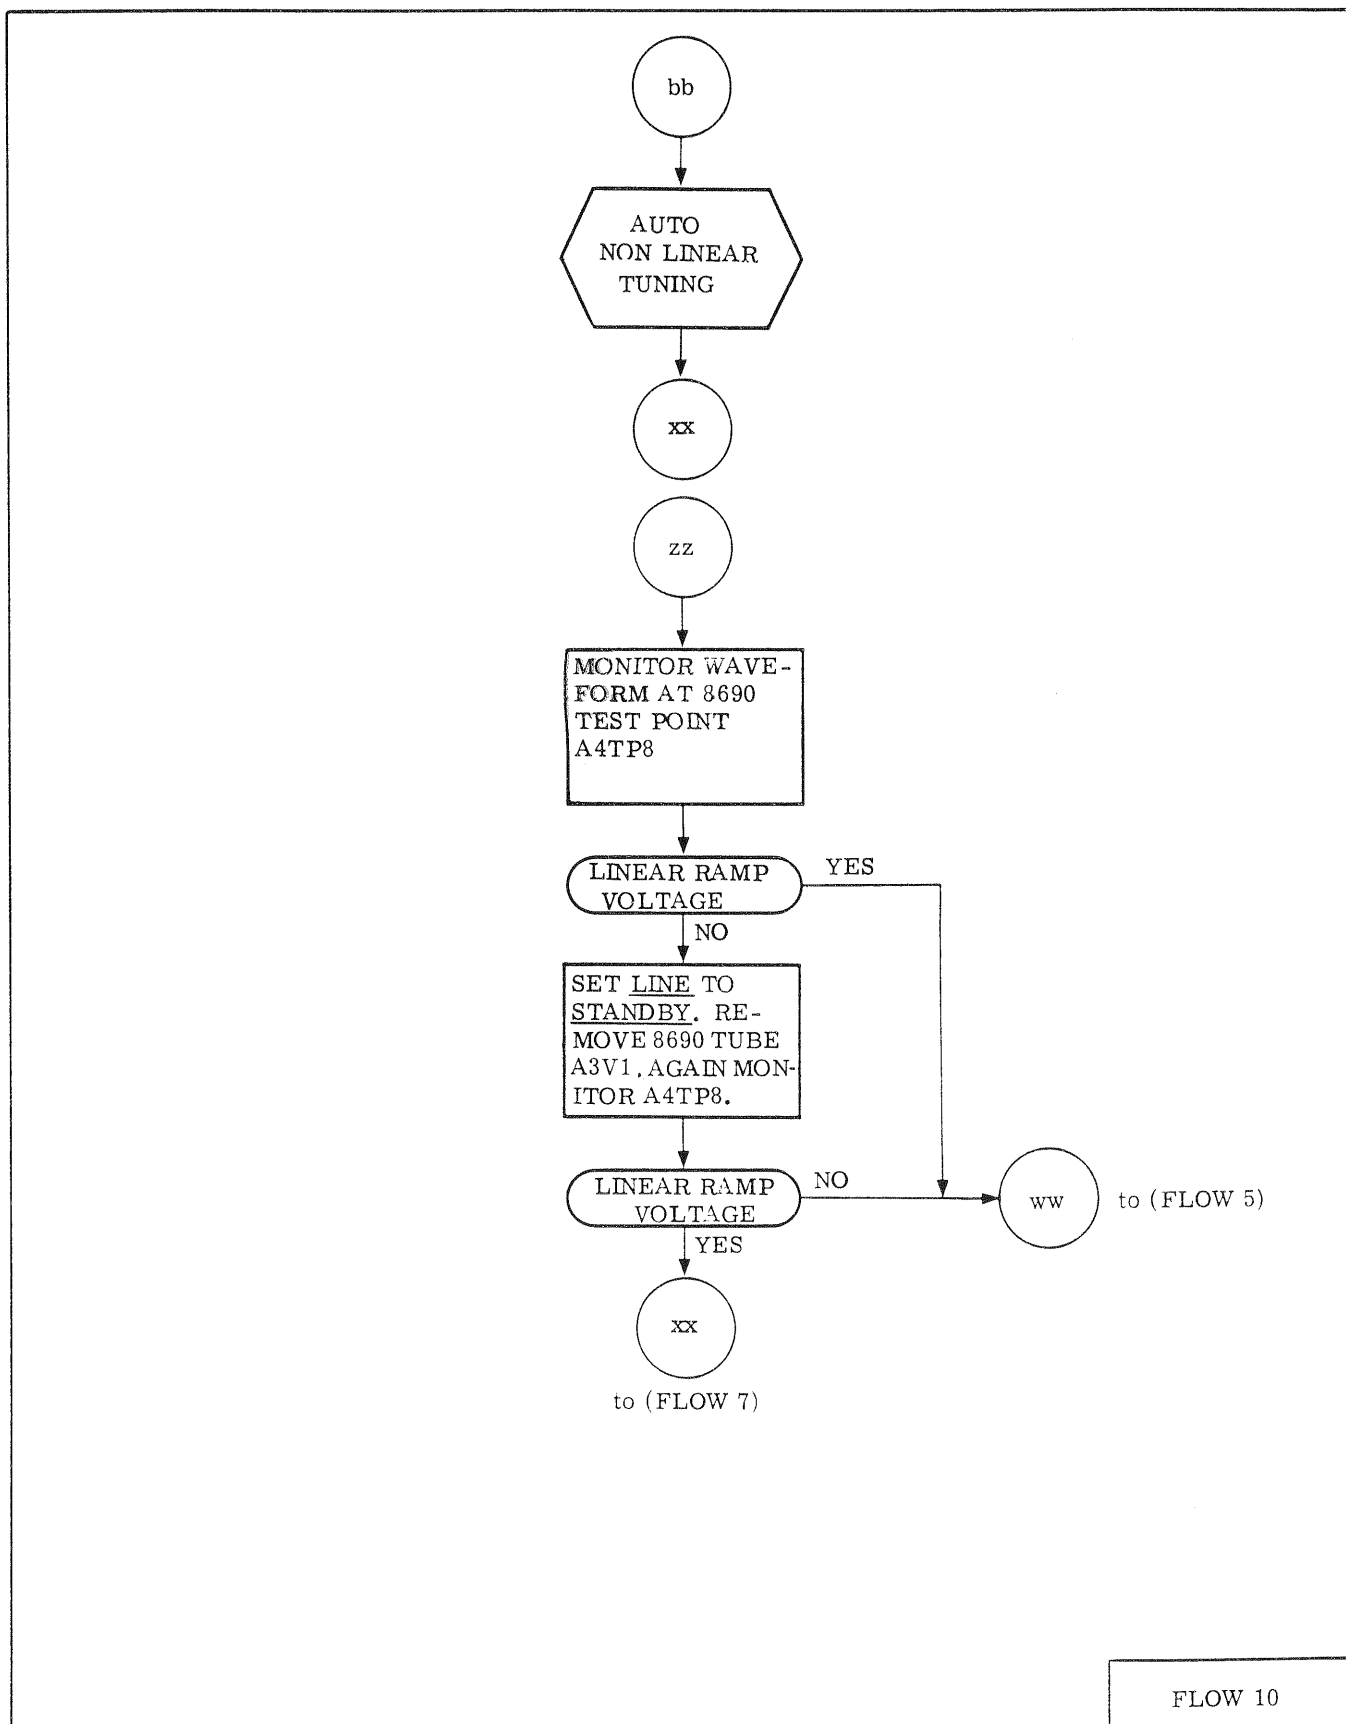 bb
AUTO
NON LINEAR
TUNING
xx
zz
MONITOR WAVE-
FORM AT 8690
TEST POINT
A4TP8
LINEAR RAMP
VOLTAGE
YES
NO
SET LINE TO
STANDBY. RE-
MOVE 8690 TUBE
A3V1, AGAIN MON-
ITOR A4TP8.
LINEAR RAMP
VOLTAGE
NO
ww
to (FLOW 5)
YES
xx
to (FLOW 7)
FLOW 10